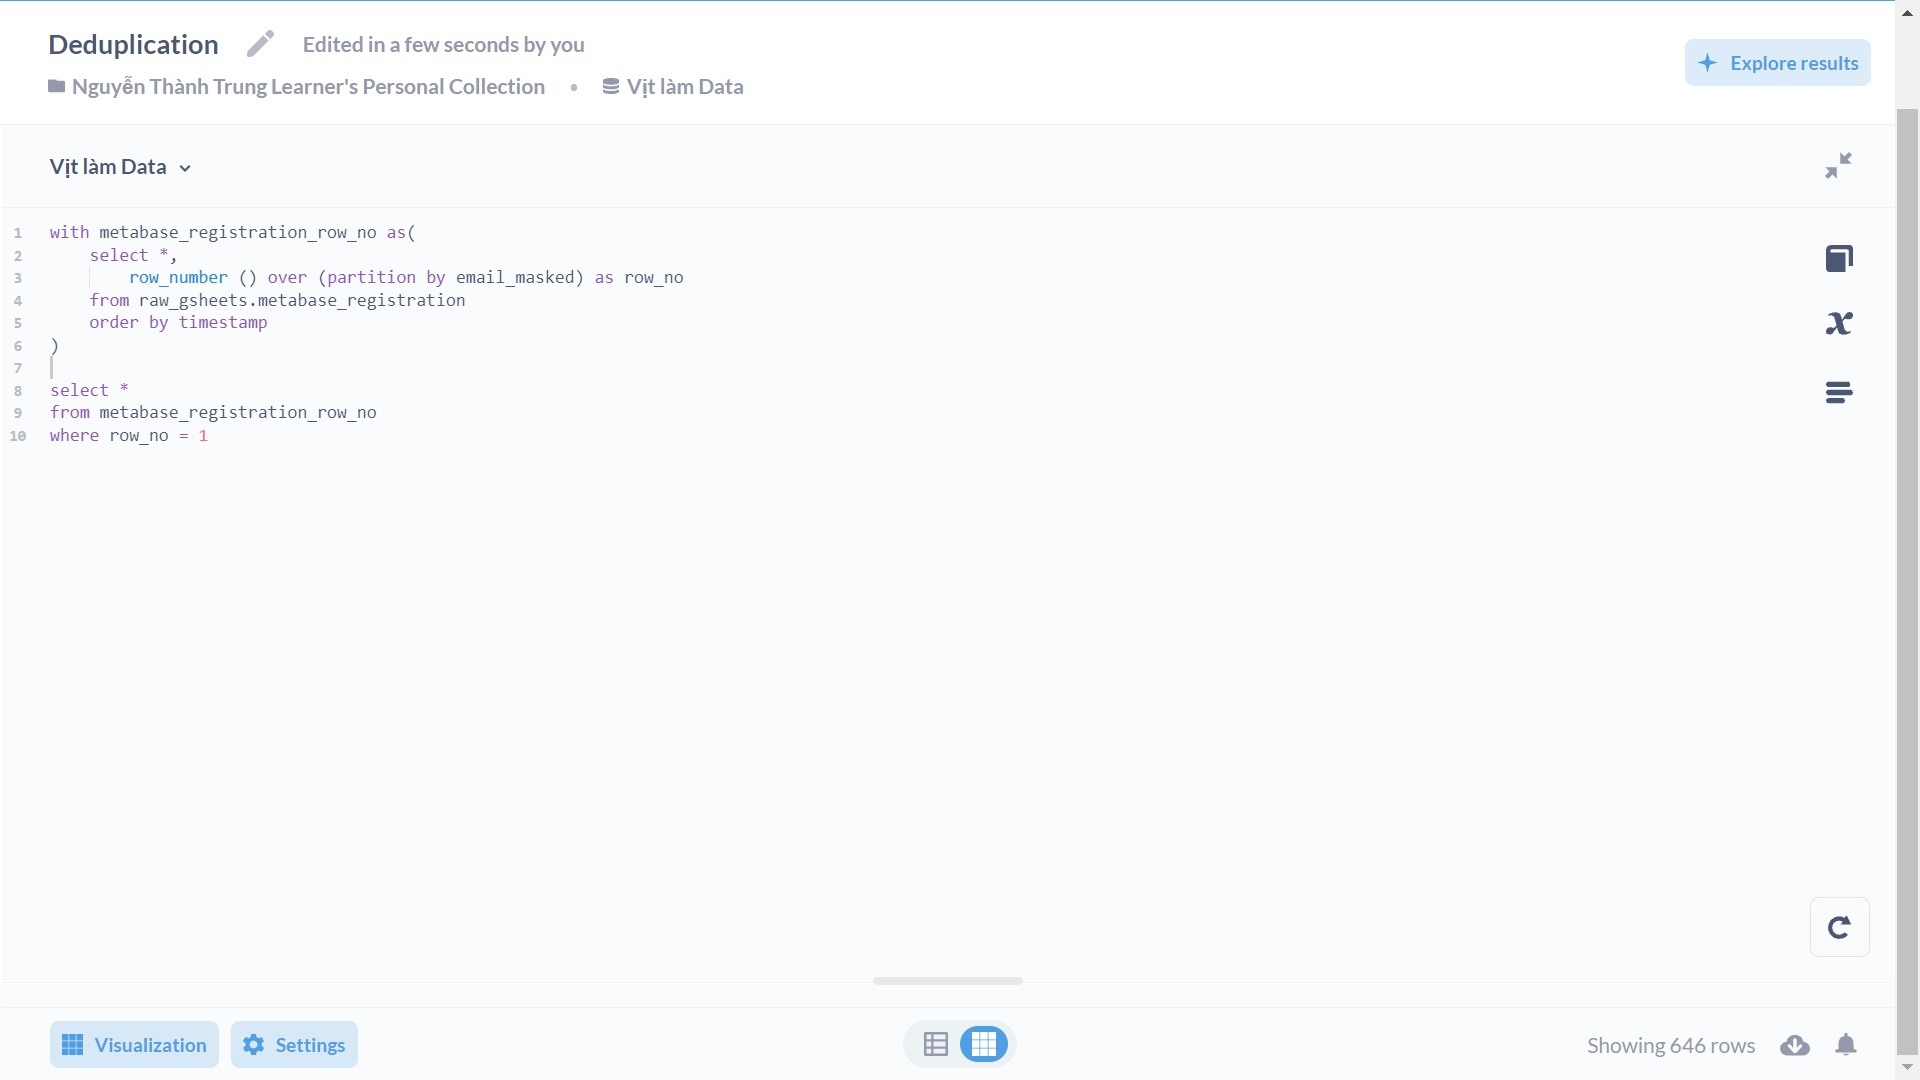 Deduplication
Edited in a few seconds by you
Nguyễn Thành Trung Learner's Personal Collection • Vịt làm Data
Explore results
Vịt làm Data
1 with metabase_registration_row_no as(
2     select *,
3         row_number () over (partition by email_masked) as row_no
4     from raw_gsheets.metabase_registration
5     order by timestamp
6 )
7
8 select *
9 from metabase_registration_row_no
10 where row_no = 1
Visualization
Settings
Showing 646 rows